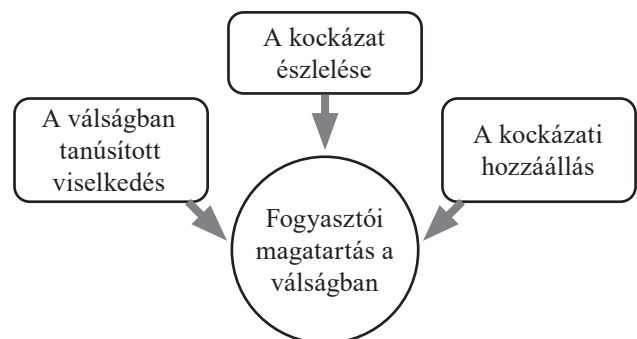 A kockázat
észlelése
A válságban
tanúsított
viselkedés
A kockázati
hozzáállás
Fogyasztói
magatartás a
válságban